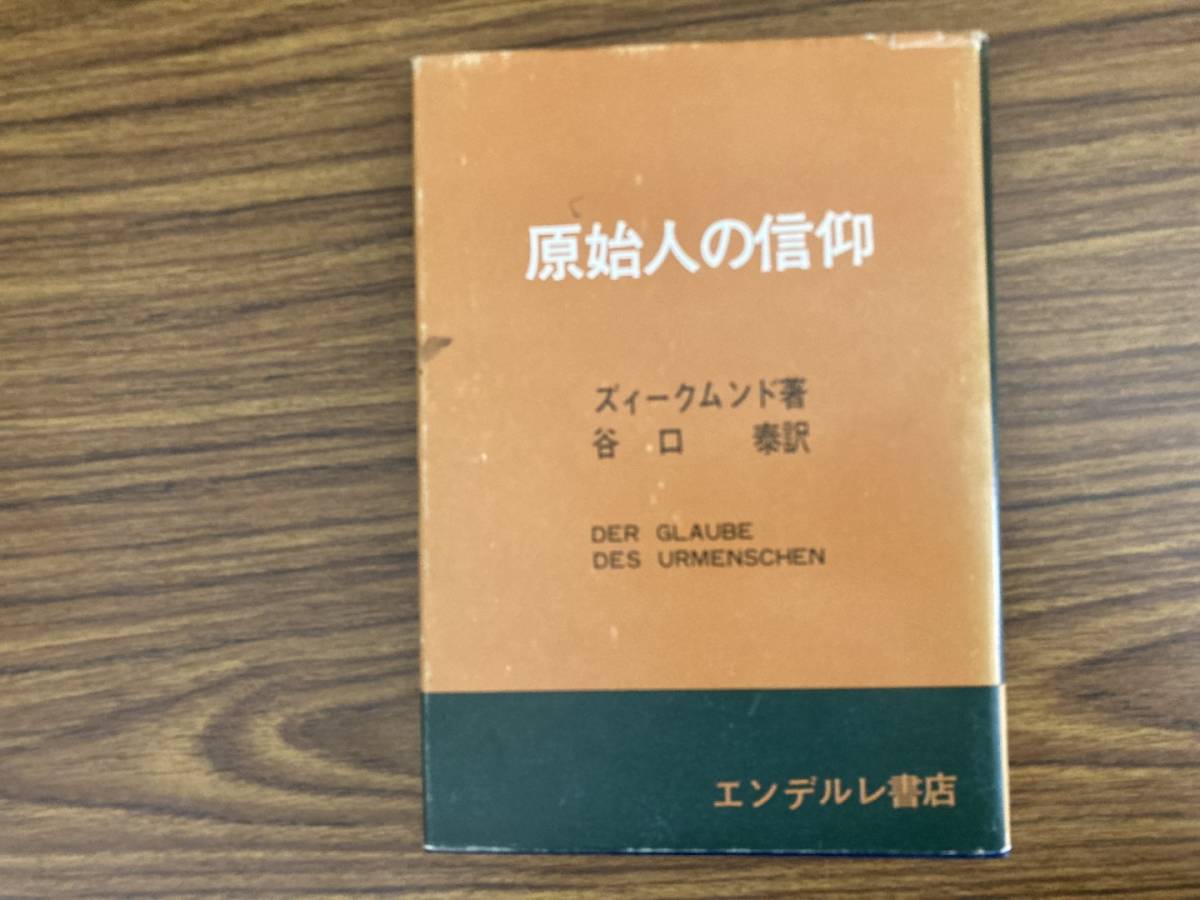 原始人の信仰
ズィークムンド著
谷口 泰訳
DER GLAUBE
DES URMENSCHEN
エンデルレ書店